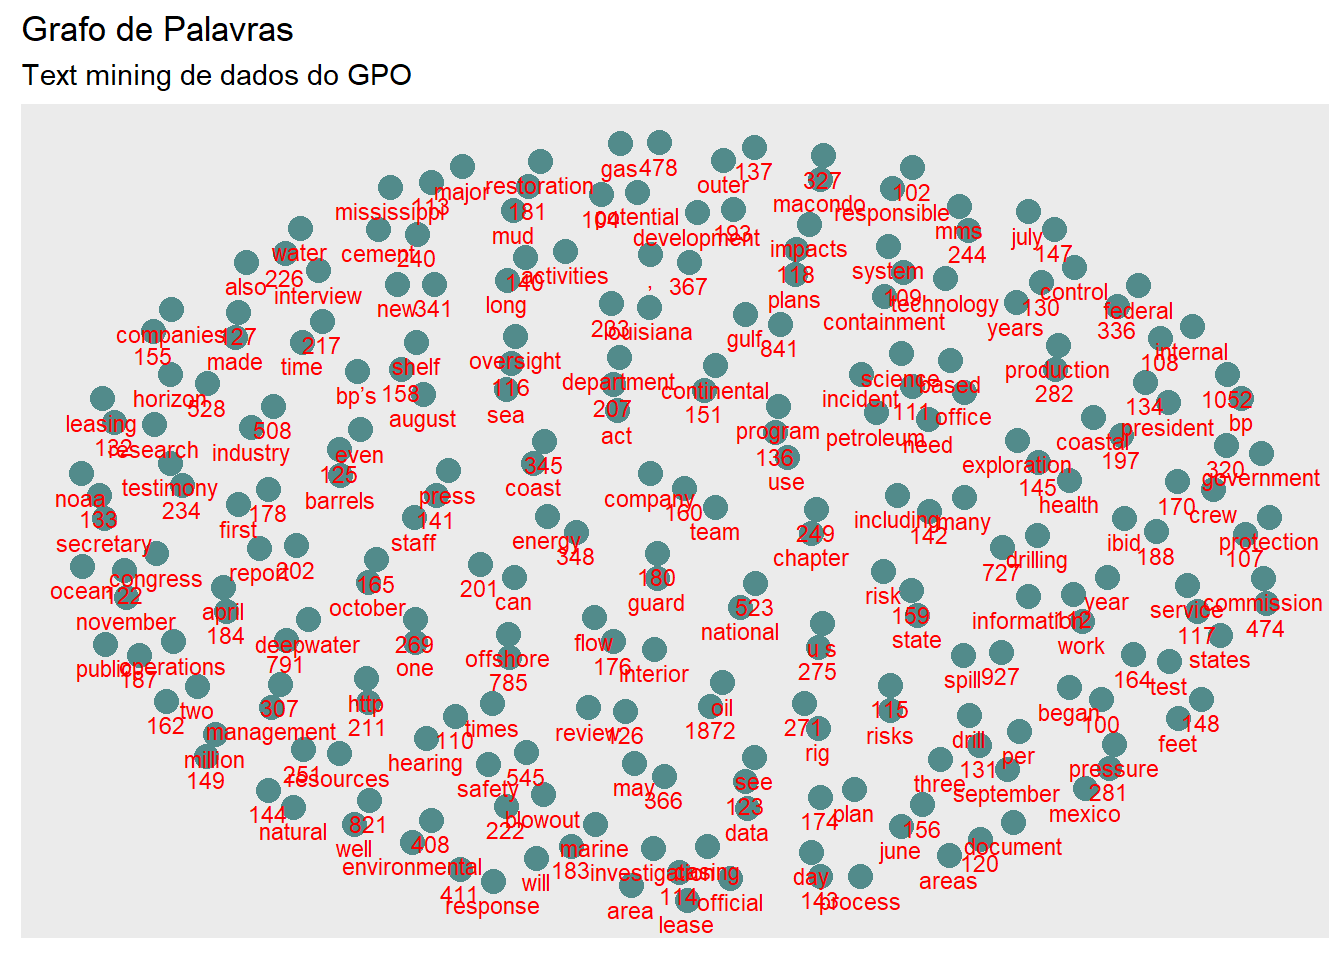 Grafo de Palavras
Text mining de dados do GPO
gas 478 137
outer
restoration 327
major macondo 102
113 181 104 responsible
mississippi potential 193 mms
mud development july
water cement 240 impacts 244 147
226 activities , 367 118 system
also interview 140 plans 109 control
new 341 long technology 130 federal
203 louisiana containment years 336
companies 127 217 gulf 841 internal
155 made time oversight 108
shelf department continental science production
horizon 528 bp’s 158 116 207 151 incident 111 based 282 134 1052
leasing august sea act office president bp
132 508 program petroleum need coastal
research industry even 345 136 exploration 197 320
testimony 125 coast use 145 government
noaa 234 barrels press company 160 health 170
133 178 141 team including many crew
secretary first staff energy 249 142 ibid 188 protection
348 chapter drilling 107
congress report 202 165 201 180 727
ocean 122 october can guard risk year commission
november april 523 159 information 112 service 474
184 deepwater 269 flow national state work 117
public operations 791 one offshore 176 u s states
187 785 interior 275 spill 927 164 test
162 two 307 http began
management 211 times review 126 oil 271 115 100 148
million 110 1872 rig risks drill feet
149 251 resources hearing 545 131 per pressure
144 safety may see three september 281
natural 821 222 blowout 366 123 174 plan 156 mexico
well 408 marine data june document
environmental 183 investigation closing day areas 120
411 will 114 143 process
response area official
lease